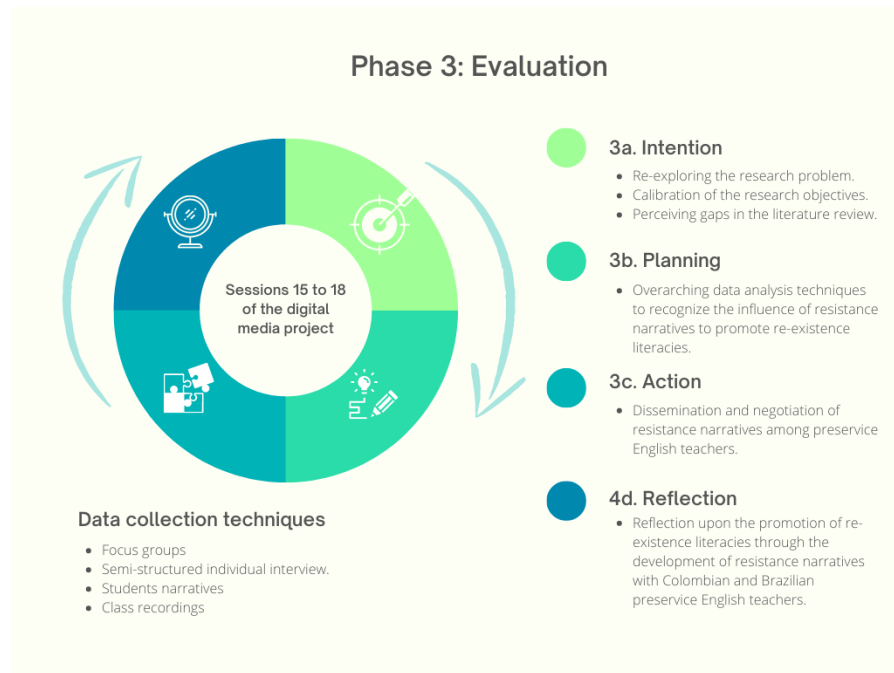 Phase 3: Evaluation
Sessions 15 to 18
of the digital
media project
3a. Intention
• Re-exploring the research problem.
• Calibration of the research objectives.
• Perceiving gaps in the literature review.
3b. Planning
• Overarching data analysis techniques
to recognize the influence of resistance
narratives to promote re-existence
literacies.
3c. Action
• Dissemination and negotiation of
resistance narratives among preservice
English teachers.
4d. Reflection
• Reflection upon the promotion of re-
existence literacies through the
development of resistance narratives
with Colombian and Brazilian
preservice English teachers.
Data collection techniques
• Focus groups
• Semi-structured individual interview.
• Students narratives
• Class recordings